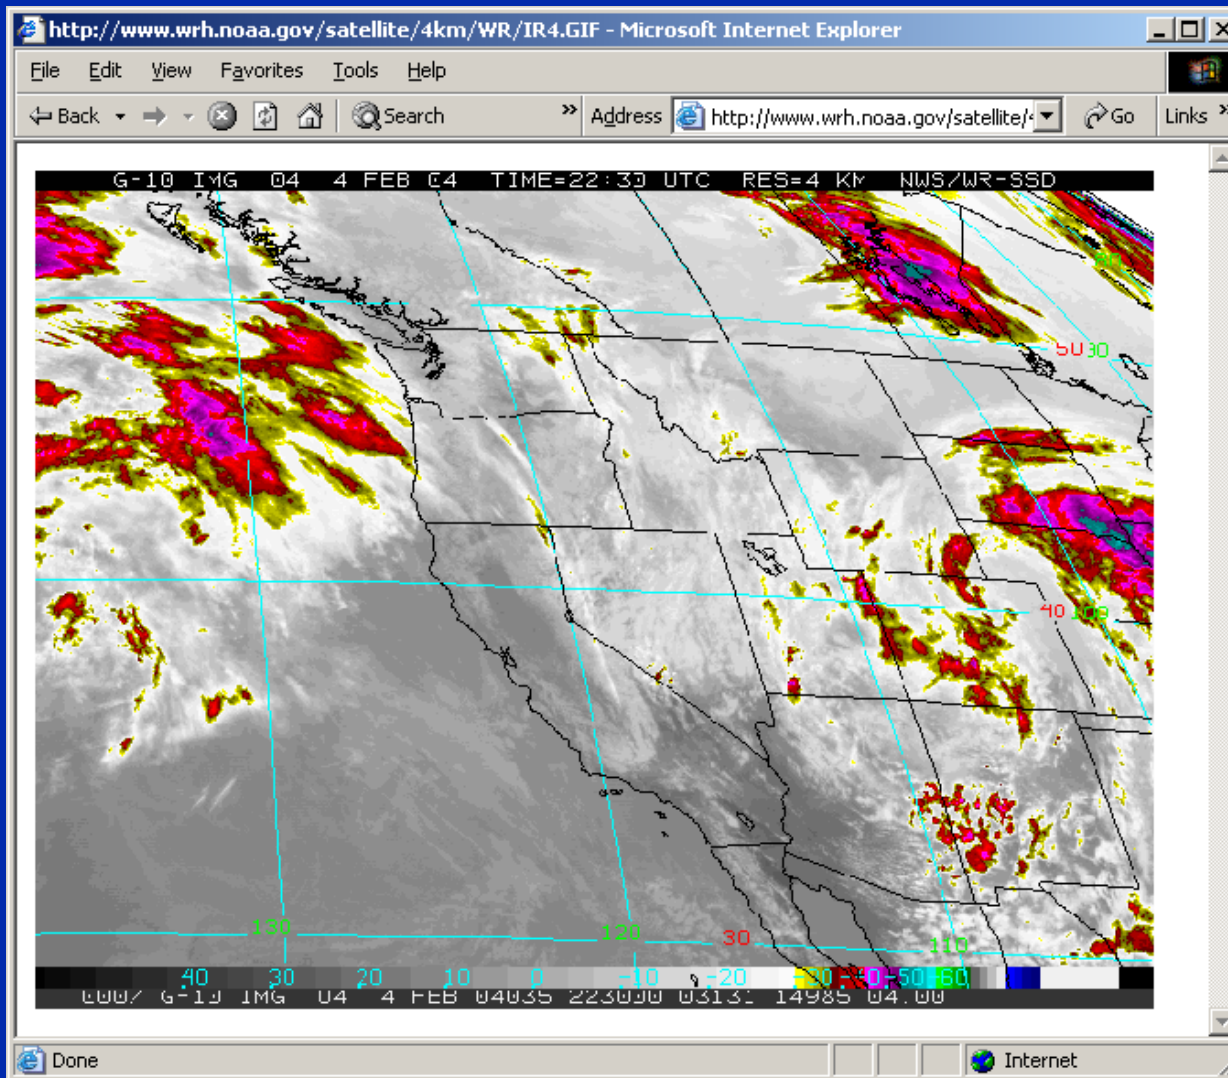 http://www.wrh.noaa.gov/satellite/4km/WR/IR4.GIF - Microsoft Internet Explorer
File Edit View Favorites Tools Help
Back Search » Address http://www.wrh.noaa.gov/satellite/4 Go Links »
G-10 IMG 04 4 FEB 04 TIME=22:30 UTC RES=4 KM NWS/WR-SSD
50 90
40 100
130 120 30 110
40 30 20 10 0 -10 -20 -30 -50 -60
G-10 IMG 04 4 FEB 04035 223000 03131 14985 04.00
Done Internet